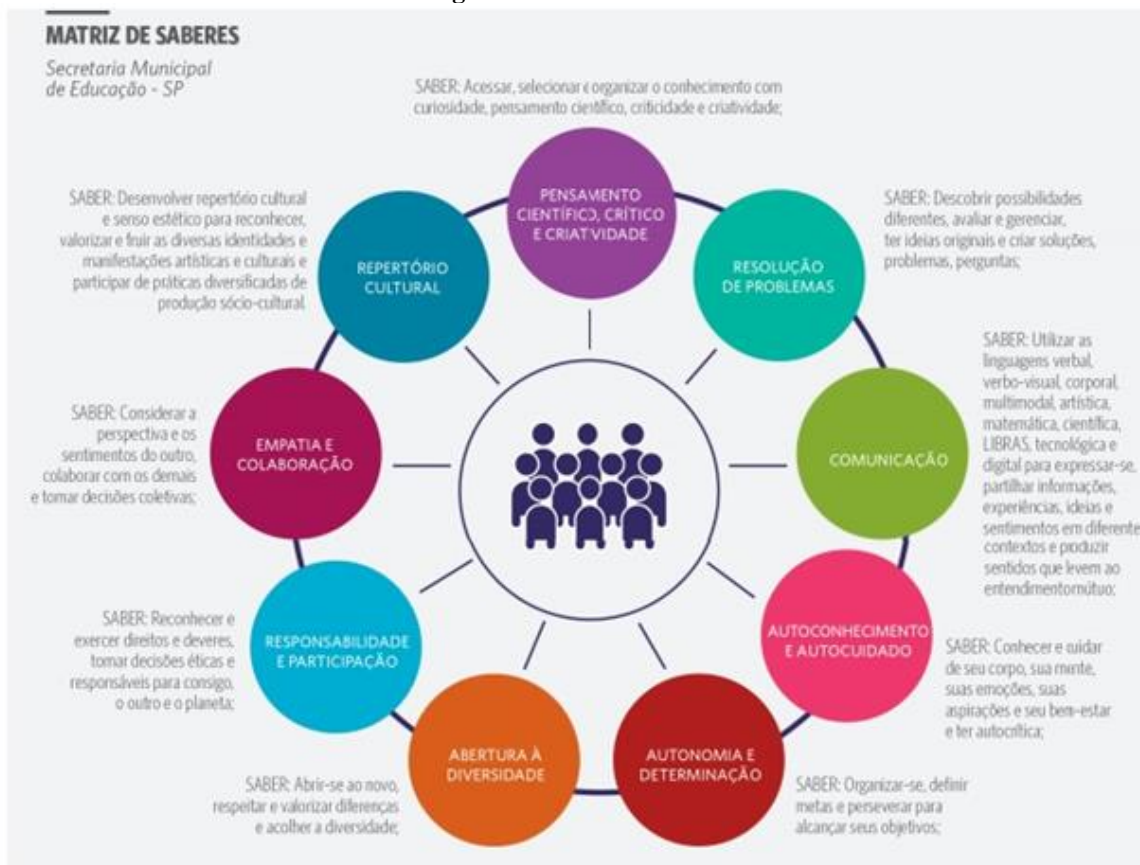 MATRIZ DE SABERES
Secretaria Municipal
de Educação - SP
SABER: Acessar, selecionar e organizar o conhecimento com
curiosidade, pensamento científico, criticidade e criatividade;
PENSAMENTO
CIENTÍFICO, CRÍTICO
E CRIATIVIDADE
SABER: Descobrir possibilidades
diferentes, avaliar e gerenciar,
ter ideias originais e criar soluções,
problemas, perguntas;
RESOLUÇÃO
DE PROBLEMAS
SABER: Utilizar as
linguagens verbal,
verbo-visual, corporal,
multimodal, artística,
matemática, científica,
LIBRAS, tecnológica e
digital para expressar-se,
partilhar informações,
experiências, ideias e
sentimentos em diferente
contextos e produzir
sentidos que levem ao
entendimentomútuo;
COMUNICAÇÃO
AUTOCONHECIMENTO
E AUTOCUIDADO
SABER: Conhecer e cuidar
de seu corpo, sua mente,
suas emoções, suas
aspirações e seu bem-estar
e ter autocrítica;
AUTONOMIA E
DETERMINAÇÃO
SABER: Organizar-se, definir
metas e perseverar para
alcançar seus objetivos;
ABERTURA À
DIVERSIDADE
SABER: Abrir-se ao novo,
respeitar e valorizar diferenças
e acolher a diversidade;
RESPONSABILIDADE
E PARTICIPAÇÃO
SABER: Reconhecer e
exercer direitos e deveres,
tomar decisões éticas e
responsáveis para consigo,
o outro e o planeta;
EMPATIA E
COLABORAÇÃO
SABER: Considerar a
perspectiva e os
sentimentos do outro,
colaborar com os demais
e tomar decisões coletivas;
REPERTÓRIO
CULTURAL
SABER: Desenvolver repertório cultural
e senso estético para reconhecer,
valorizar e fruir as diversas identidades e
manifestações artísticas e culturais e
participar de práticas diversificadas de
produção sócio-cultural